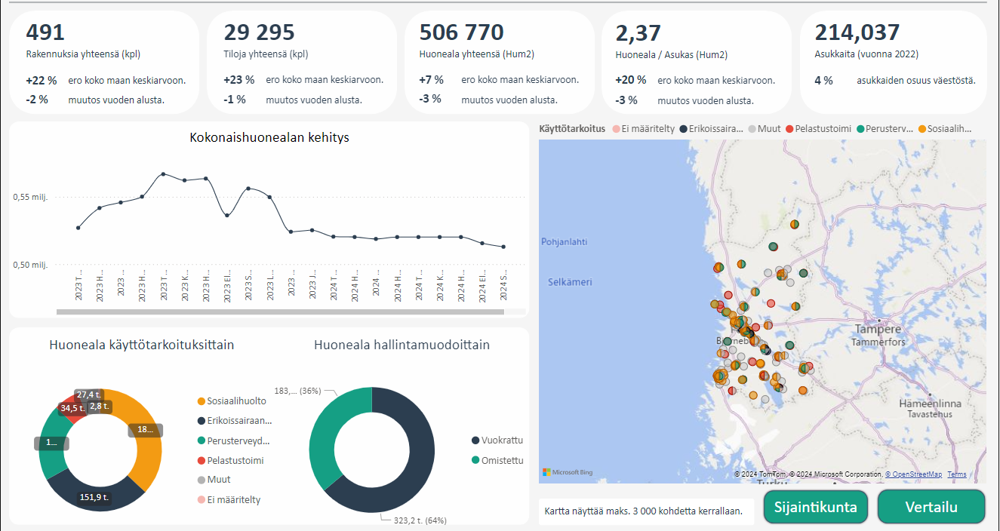 491
Rakennuksia yhteensä (kpl)
+22 % ero koko maan keskiarvoon.
-2 % muutos vuoden alusta.
29 295
Tiloja yhteensä (kpl)
+23 % ero koko maan keskiarvoon.
-1 % muutos vuoden alusta.
506 770
Huoneala yhteensä (Hum2)
+7 % ero koko maan keskiarvoon.
-3 % muutos vuoden alusta.
2,37
Huoneala / Asukas (Hum2)
+20 % ero koko maan keskiarvoon.
-3 % muutos vuoden alusta.
214,037
Asukkaita (vuonna 2022)
4 % asukkaiden osuus väestöstä.
Kokonaishuonealan kehitys
0,55 milj.
0,50 milj.
2023 T...
2023 H...
2023 ...
2023 H...
2023 T...
2023 K...
2023 H...
2023 El...
2023 S...
2023 L...
2023 ...
2023 J...
2024 T...
2024 H...
2024 ...
2024 H...
2024 T...
2024 K...
2024 H...
2024 El...
2024 S...
Käyttötarkoitus Ei määritelty Erikoissaira... Muut Pelastustoimi Perusterv... Sosiaalih...
Pohjanlahti
Selkämeri
Tampere
Tammerfors
Hämeenlinna
Tavastehus
Microsoft Bing
© 2024 TomTom, © 2024 Microsoft Corporation, © OpenStreetMap Terms
Huoneala käyttötarkoituksittain
27,4 t.
34,5 t.
2,8 t.
18...
1...
151,9 t.
Sosiaalihuolto
Erikoissairaan...
Perusterveyd...
Pelastustoimi
Muut
Ei määritelty
Huoneala hallintamuodoittain
183,... (36%)
323,2 t. (64%)
Vuokrattu
Omistettu
Kartta näyttää maks. 3 000 kohdetta kerrallaan.
Sijaintikunta
Vertailu